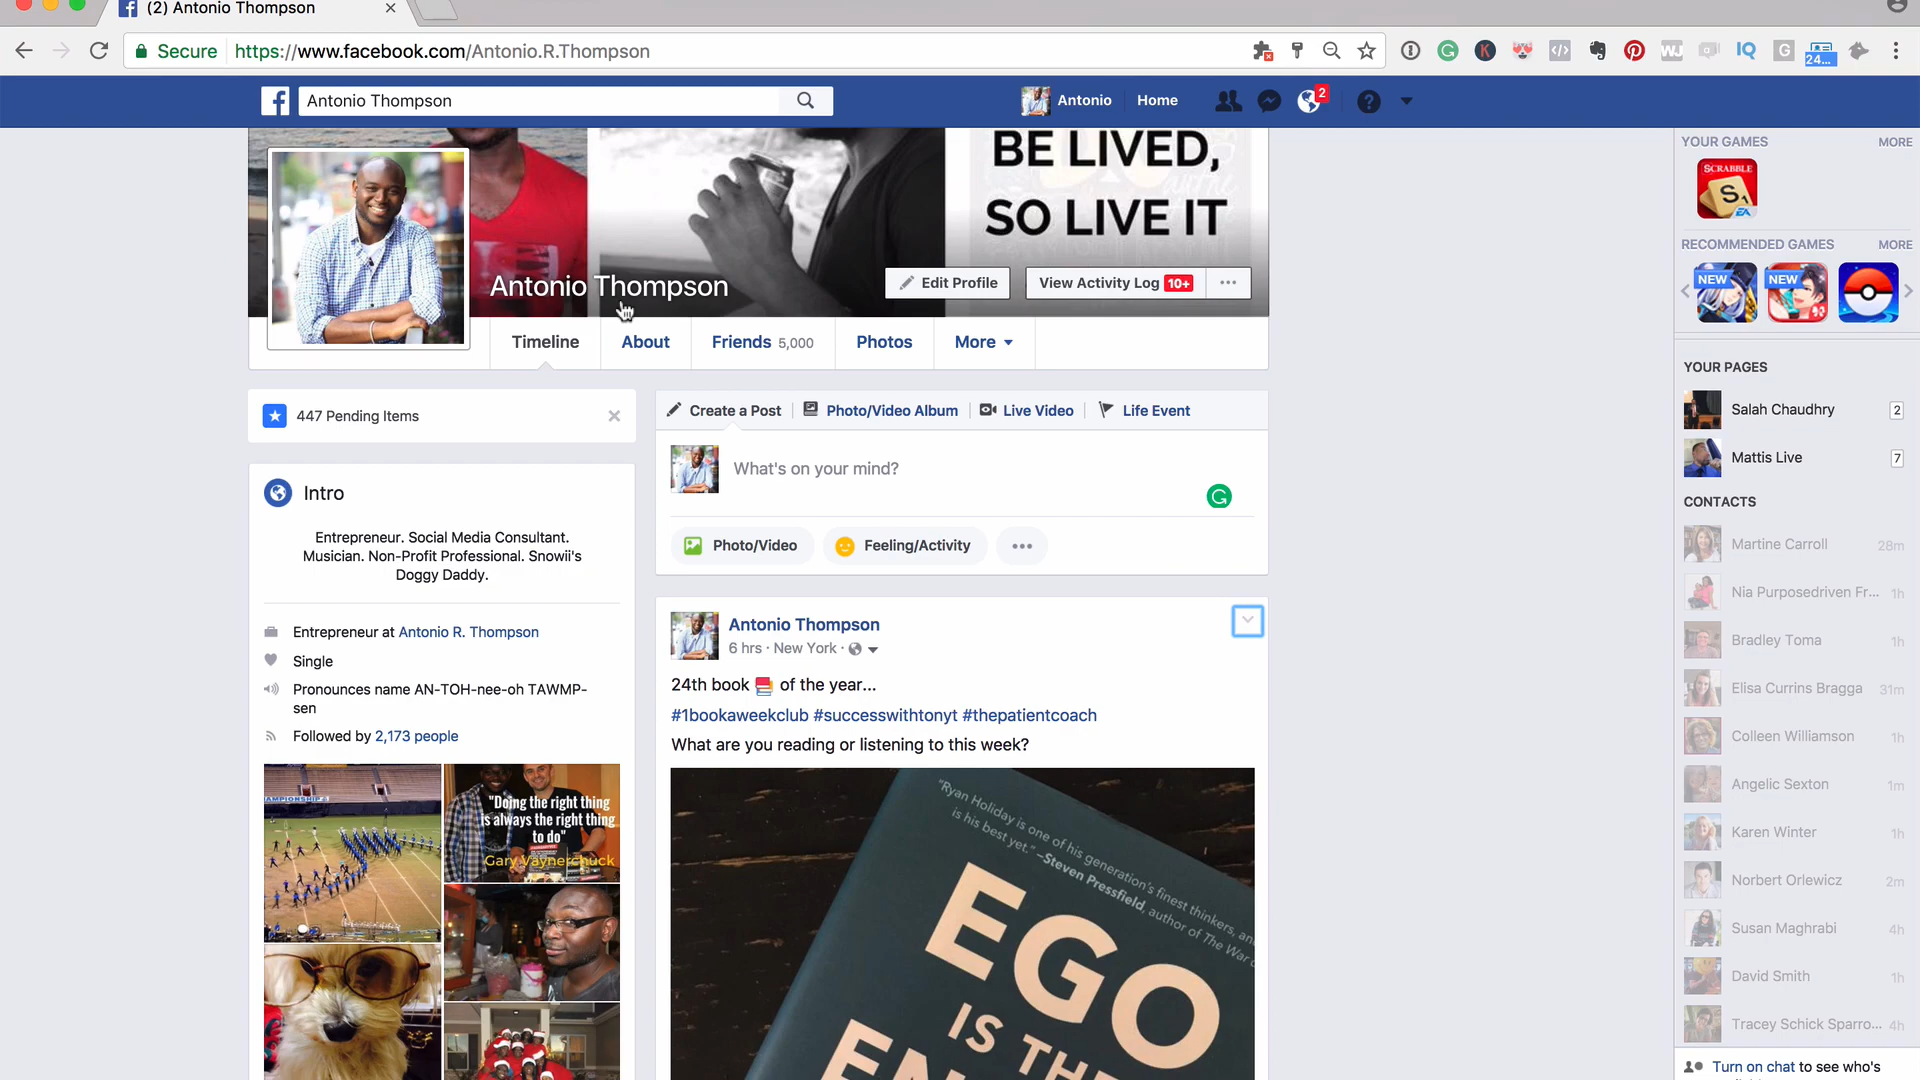 (2) Antonio Thompson
Secure https://www.facebook.com/Antonio.R.Thompson
24...
Antonio Thompson
Antonio Home 2
BE LIVED,
SO LIVE IT
Antonio Thompson
Edit Profile
View Activity Log 10+
Timeline About Friends 5,000 Photos More
447 Pending Items
Intro
Entrepreneur. Social Media Consultant.
Musician. Non-Profit Professional. Snowii's
Doggy Daddy.
Entrepreneur at Antonio R. Thompson
Single
Pronounces name AN-TOH-nee-oh TAWMP-
sen
Followed by 2,173 people
CHAMPIONSHIPS
"Doing the right thing
is always the right thing
to do"
Gary Vaynerchuck
Create a Post Photo/Video Album Live Video Life Event
What's on your mind?
Photo/Video Feeling/Activity
Antonio Thompson
6 hrs · New York ·
24th book 📚 of the year...
#1bookaweekclub #successwithtonyt #thepatientcoach
What are you reading or listening to this week?
"Ryan Holiday is one of his generation's finest thinkers, and
is his best yet." –Steven Pressfield, author of The War o
EGO
IS THE
EN
YOUR GAMES MORE
SCRABBLE
S1
EA
RECOMMENDED GAMES MORE
NEW NEW
YOUR PAGES
Salah Chaudhry 2
Mattis Live 7
CONTACTS
Martine Carroll 28m
Nia Purposedriven Fr... 1h
Bradley Toma 1h
Elisa Currins Bragga 31m
Colleen Williamson 1h
Angelic Sexton 1m
Karen Winter 1h
Norbert Orlewicz 2m
Susan Maghrabi 4h
David Smith 1h
Tracey Schick Sparro... 4h
Turn on chat to see who's